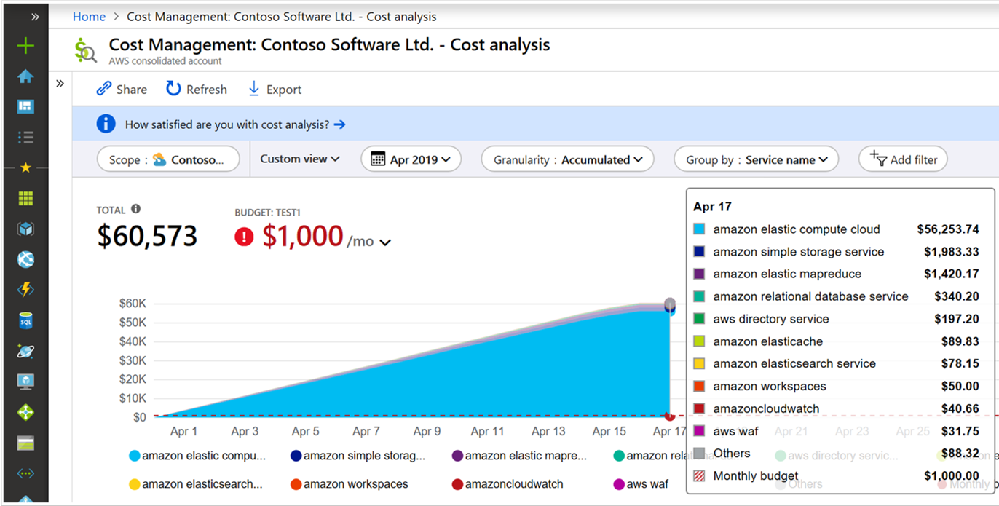 Home > Cost Management: Contoso Software Ltd. - Cost analysis
Cost Management: Contoso Software Ltd. - Cost analysis
AWS consolidated account
Share Refresh Export
How satisfied are you with cost analysis?
Scope : Contoso... Custom view Apr 2019 Granularity : Accumulated Group by : Service name Add filter
TOTAL
$60,573
BUDGET: TEST1
$1,000 /mo
$60K
$50K
$40K
$30K
$20K
$10K
$0
Apr 1 Apr 3 Apr 5 Apr 7 Apr 9 Apr 11 Apr 13 Apr 15 Apr 17 Apr 21 Apr 23 Apr 25
amazon elastic compu... amazon simple storag... amazon elastic mapre... amazon rela aws directory servic...
amazon elasticsearch... amazon workspaces amazoncloudwatch aws waf Others Monthly b
Apr 17
amazon elastic compute cloud $56,253.74
amazon simple storage service $1,983.33
amazon elastic mapreduce $1,420.17
amazon relational database service $340.20
aws directory service $197.20
amazon elasticache $89.83
amazon elasticsearch service $78.15
amazon workspaces $50.00
amazoncloudwatch $40.66
aws waf $31.75
Others $88.32
Monthly budget $1,000.00
SQL